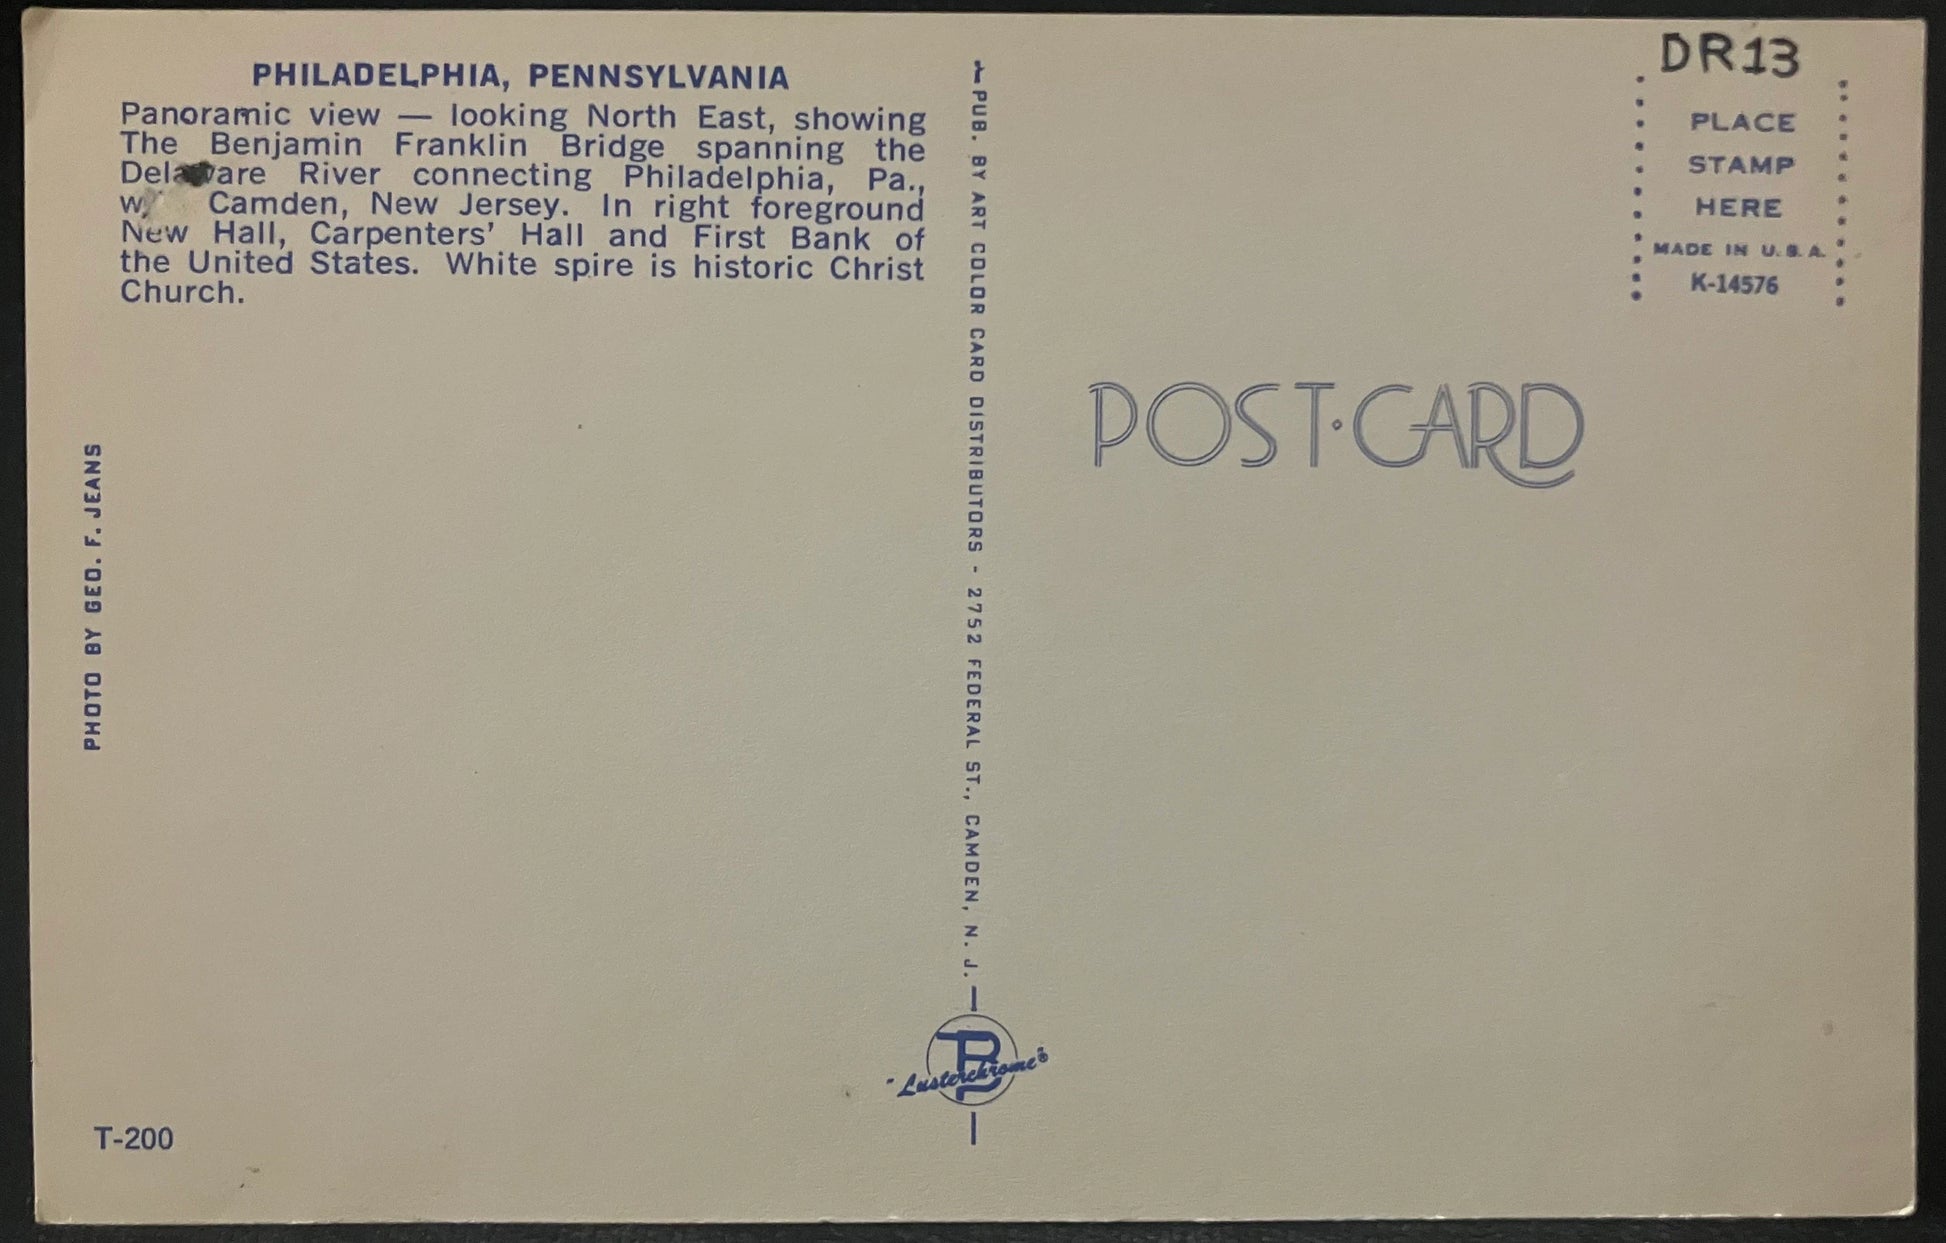 PHILADELPHIA, PENNSYLVANIA
Panoramic view — looking North East, showing
The Benjamin Franklin Bridge spanning the
Delaware River connecting Philadelphia, Pa.,
Camden, New Jersey. In right foreground
New Hall, Carpenters' Hall and First Bank of
the United States. White spire is historic Christ
Church.
PHOTO BY GEO. F. JEANS
T-200
PUB. BY ART COLOR CARD DISTRIBUTORS - 2752 FEDERAL ST., CAMDEN, N. J.
"Lusterchrome"®
DR13
PLACE
STAMP
HERE
MADE IN U.S.A.
K-14576
POST·CARD